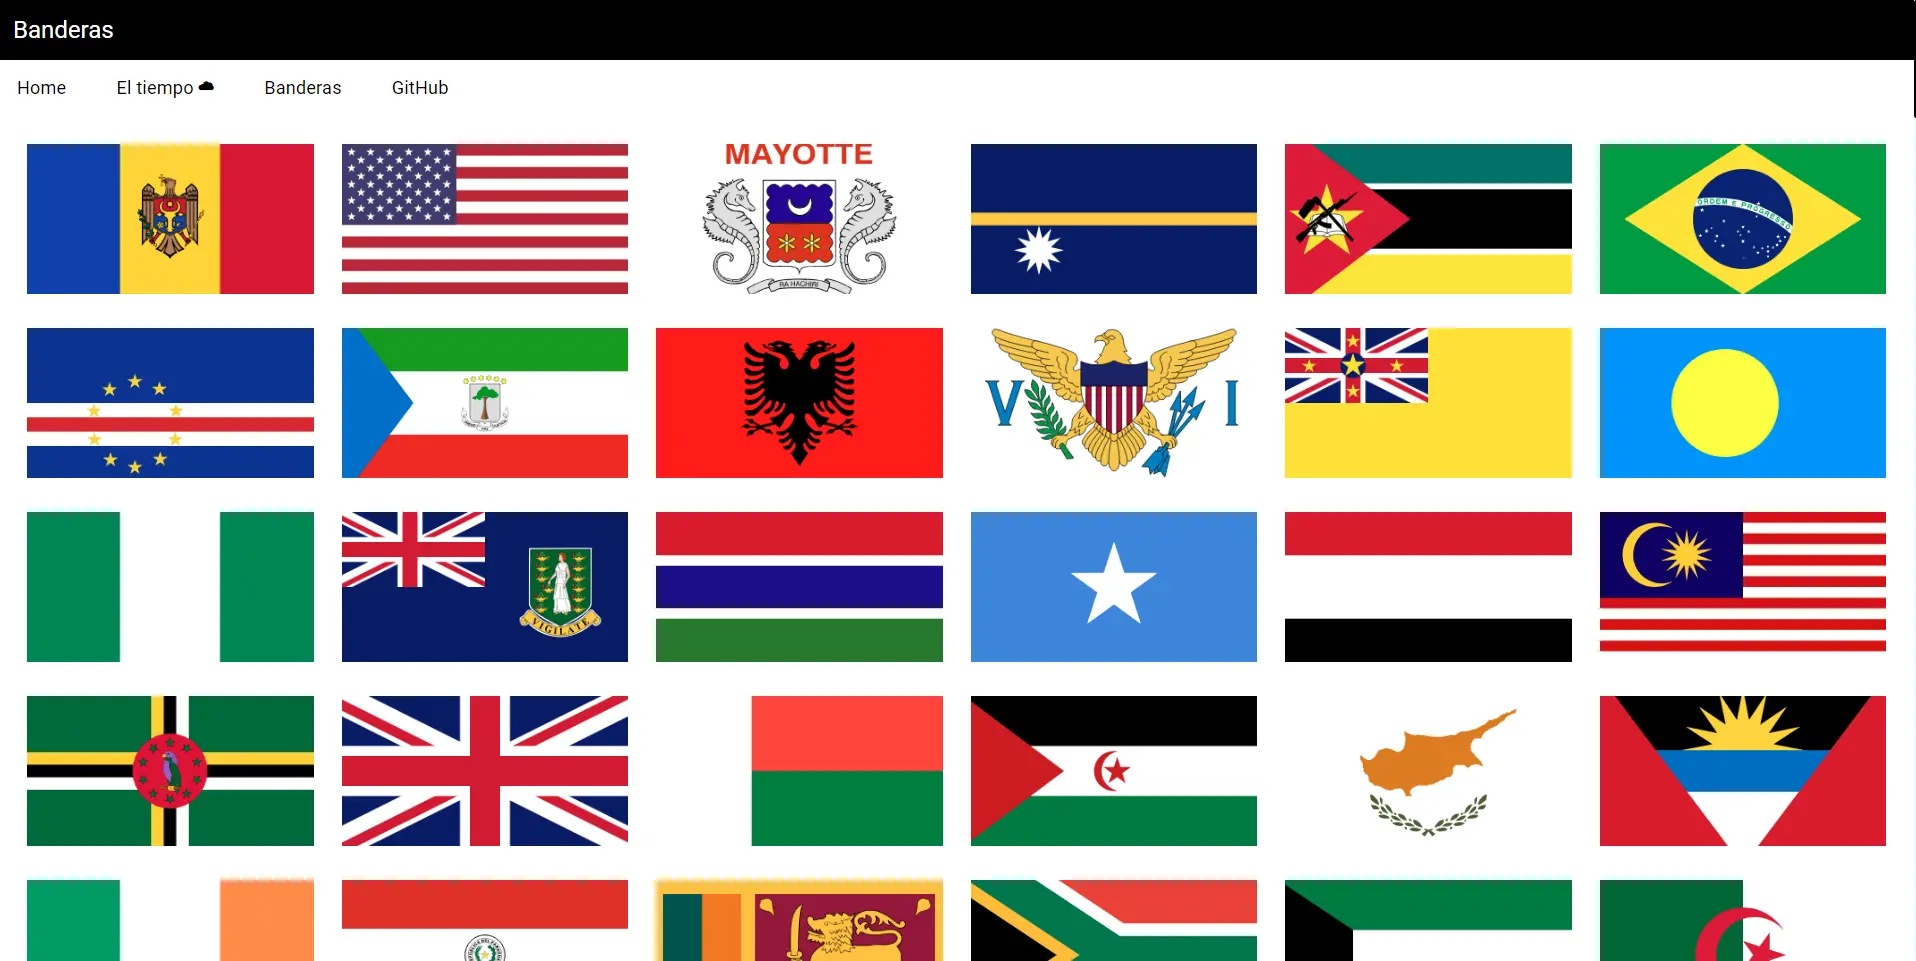 Banderas
Home
El tiempo
Banderas
GitHub
MAYOTTE
RA HACHIRI
ORDEM E PROGRESSO
V I
VIGILATE